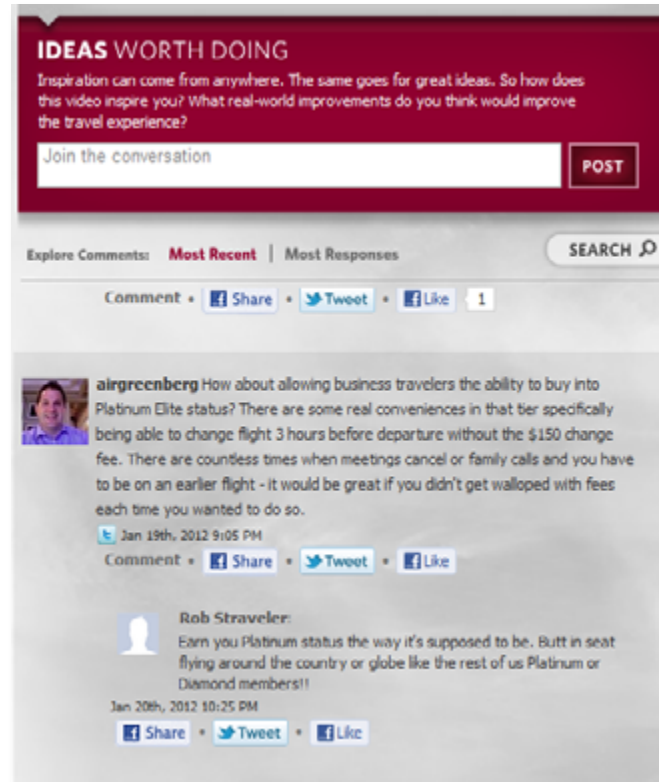 IDEAS WORTH DOING
Inspiration can come from anywhere. The same goes for great ideas. So how does
this video inspire you? What real-world improvements do you think would improve
the travel experience?
Join the conversation
POST
Explore Comments: Most Recent | Most Responses
SEARCH
Comment • Share • Tweet • Like 1
airgreenberg How about allowing business travelers the ability to buy into
Platinum Elite status? There are some real conveniences in that tier specifically
being able to change flight 3 hours before departure without the $150 change
fee. There are countless times when meetings cancel or family calls and you have
to be on an earlier flight - it would be great if you didn't get walloped with fees
each time you wanted to do so.
Jan 19th, 2012 9:05 PM
Comment • Share • Tweet • Like
Rob Straveler:
Earn you Platinum status the way it's supposed to be. Butt in seat
flying around the country or globe like the rest of us Platinum or
Diamond members!!
Jan 20th, 2012 10:25 PM
Share • Tweet • Like